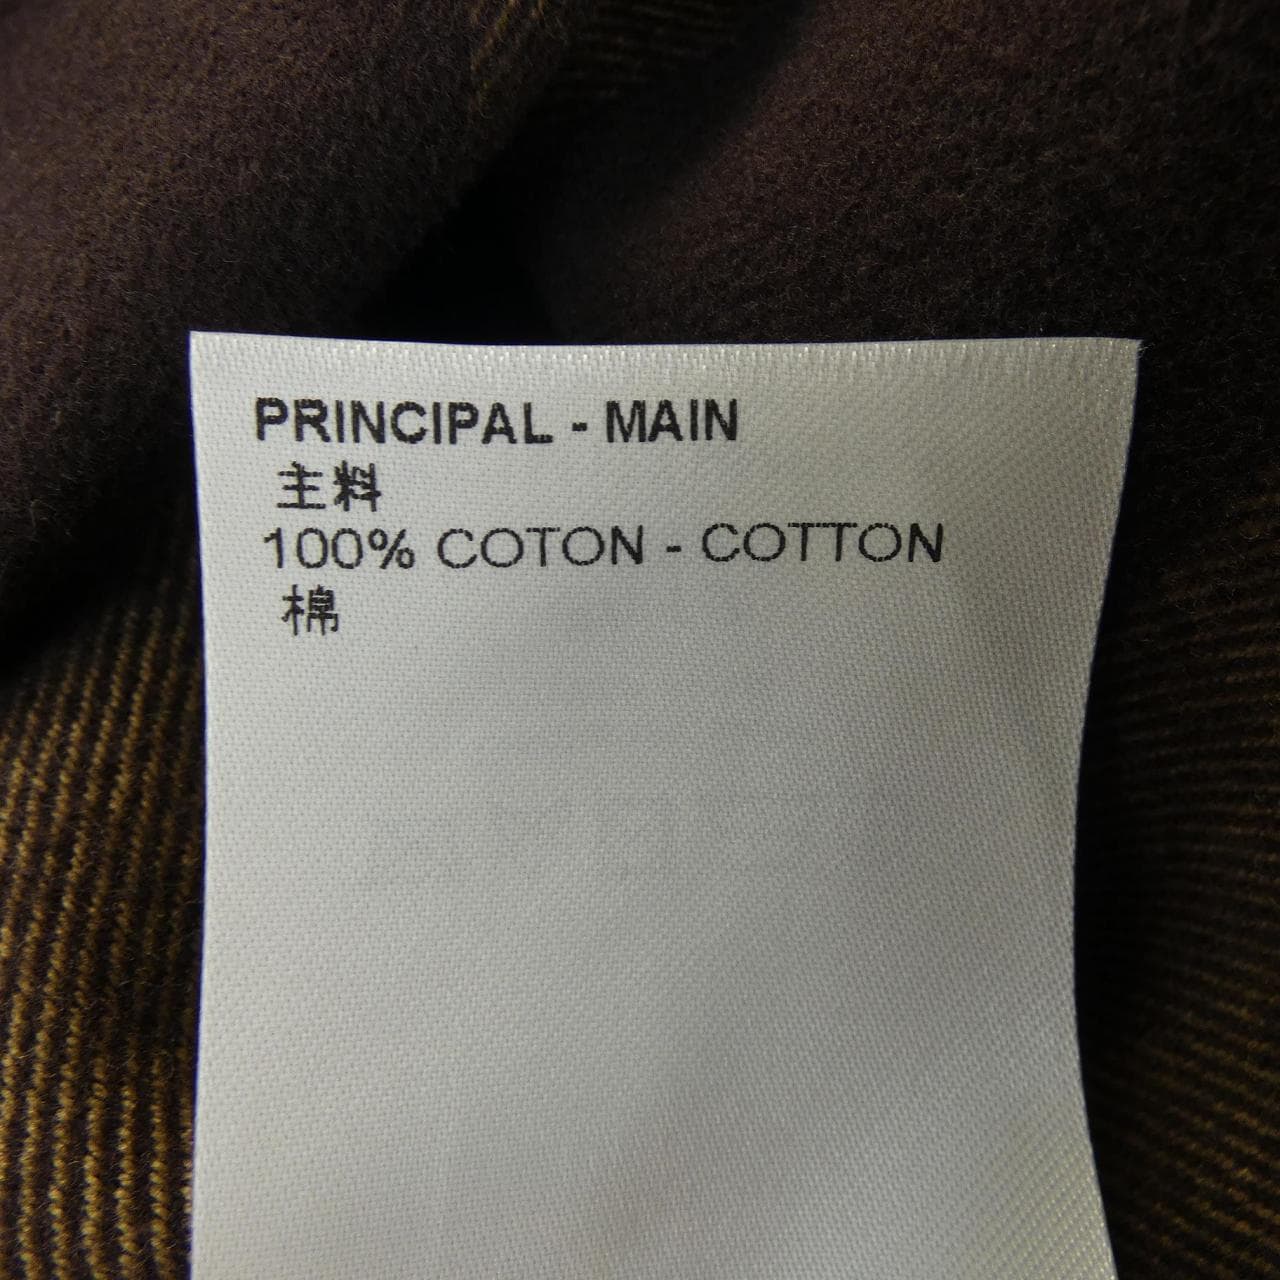 PRINCIPAL - MAIN
主料
100% COTON - COTTON
棉